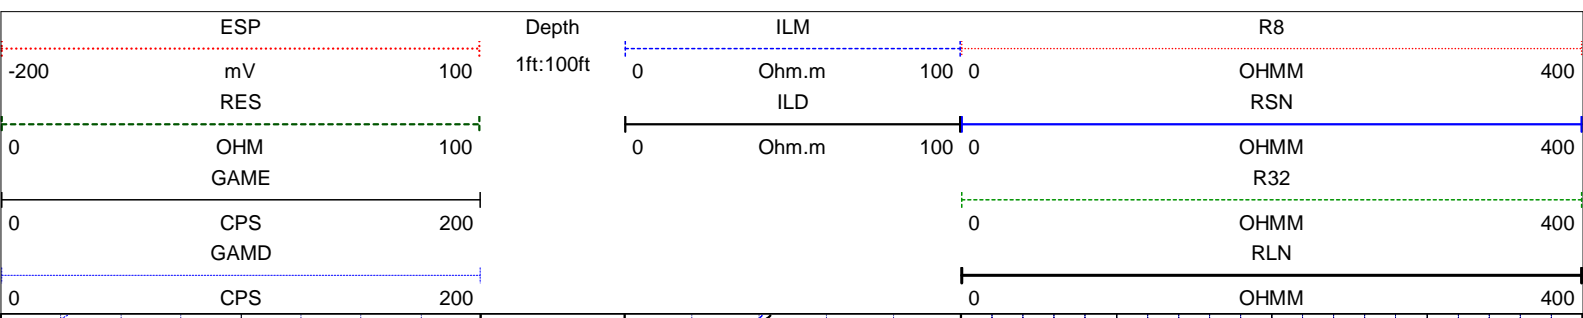 ESP Depth ILM R8
1ft:100ft
-200 mV 100 0 Ohm.m 100 0 OHMM 400
RES ILD RSN
0 OHM 100 0 Ohm.m 100 0 OHMM 400
GAME R32
0 CPS 200 0 OHMM 400
GAMD RLN
0 CPS 200 0 OHMM 400